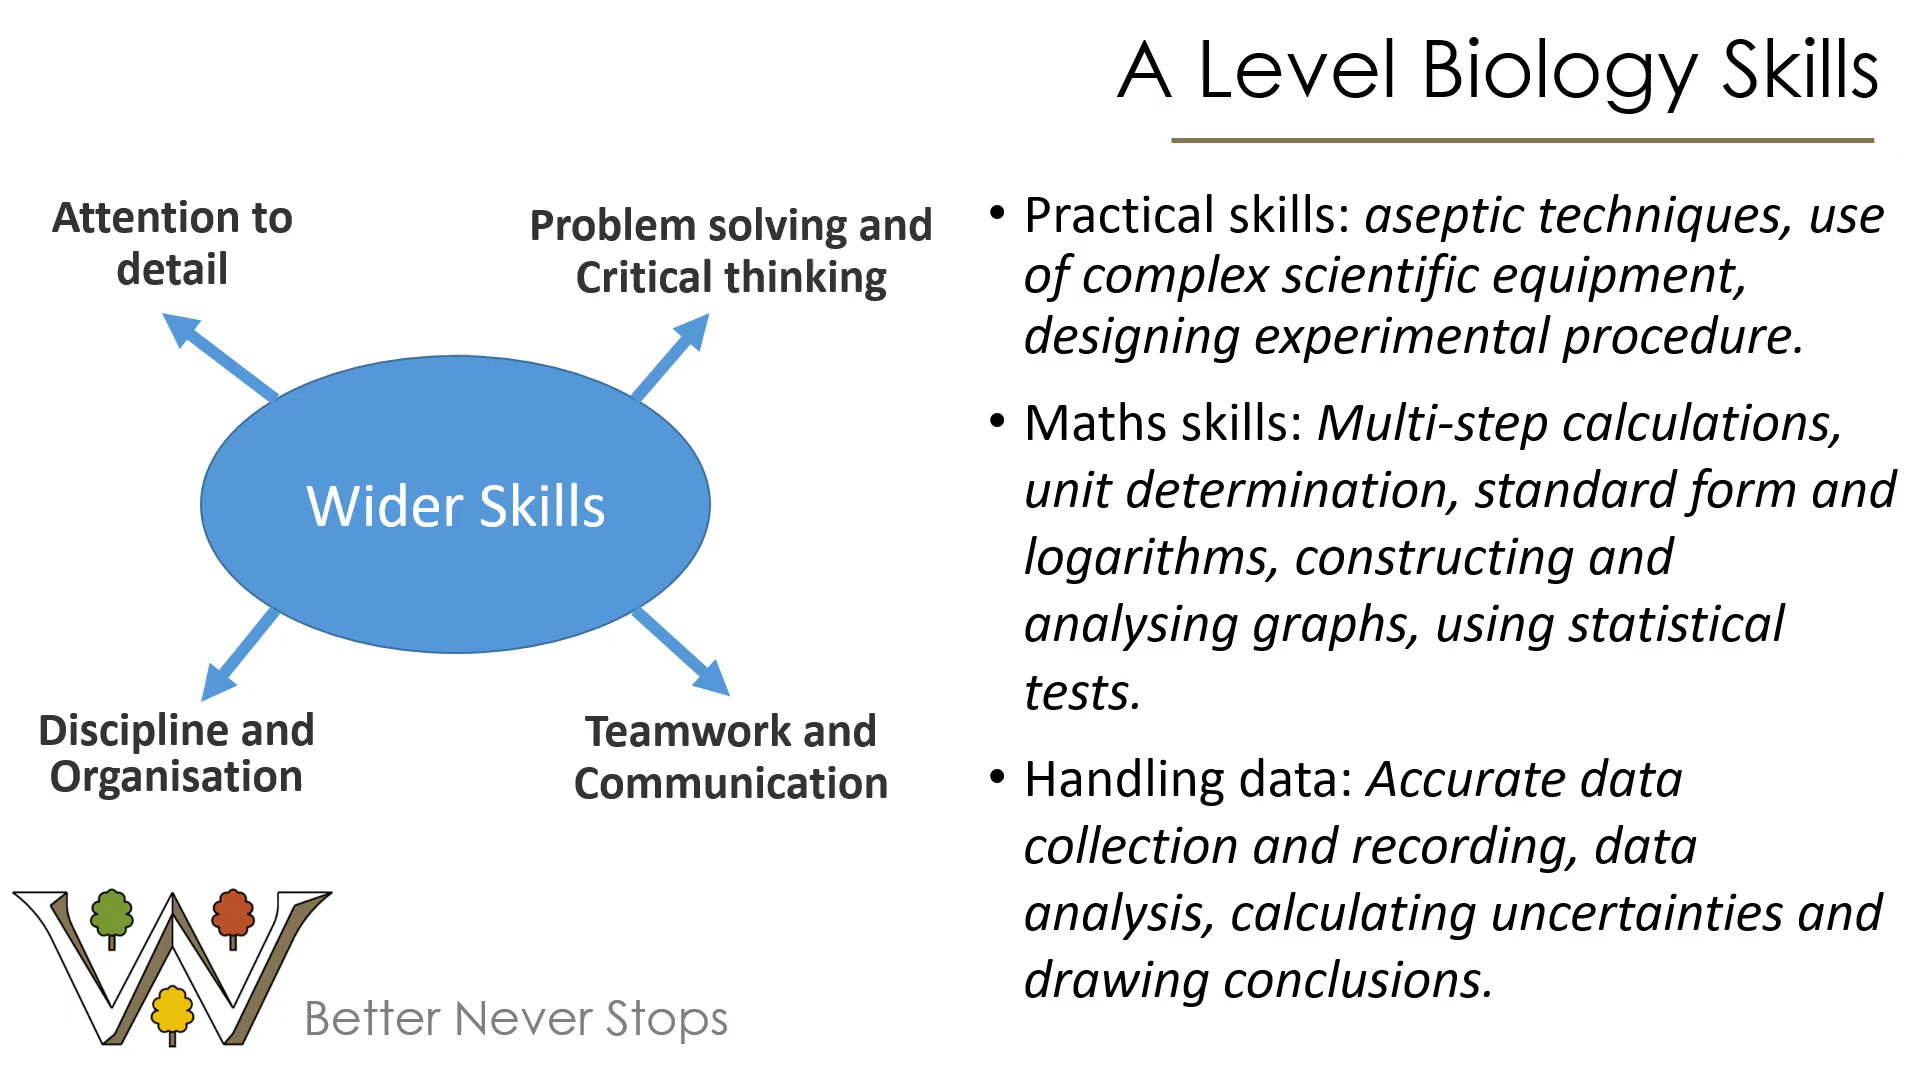 A Level Biology Skills
Attention to
detail
Problem solving and
Critical thinking
Wider Skills
Discipline and
Organisation
Teamwork and
Communication
• Practical skills: aseptic techniques, use
of complex scientific equipment,
designing experimental procedure.
• Maths skills: Multi-step calculations,
unit determination, standard form and
logarithms, constructing and
analysing graphs, using statistical
tests.
• Handling data: Accurate data
collection and recording, data
analysis, calculating uncertainties and
drawing conclusions.
W
Better Never Stops